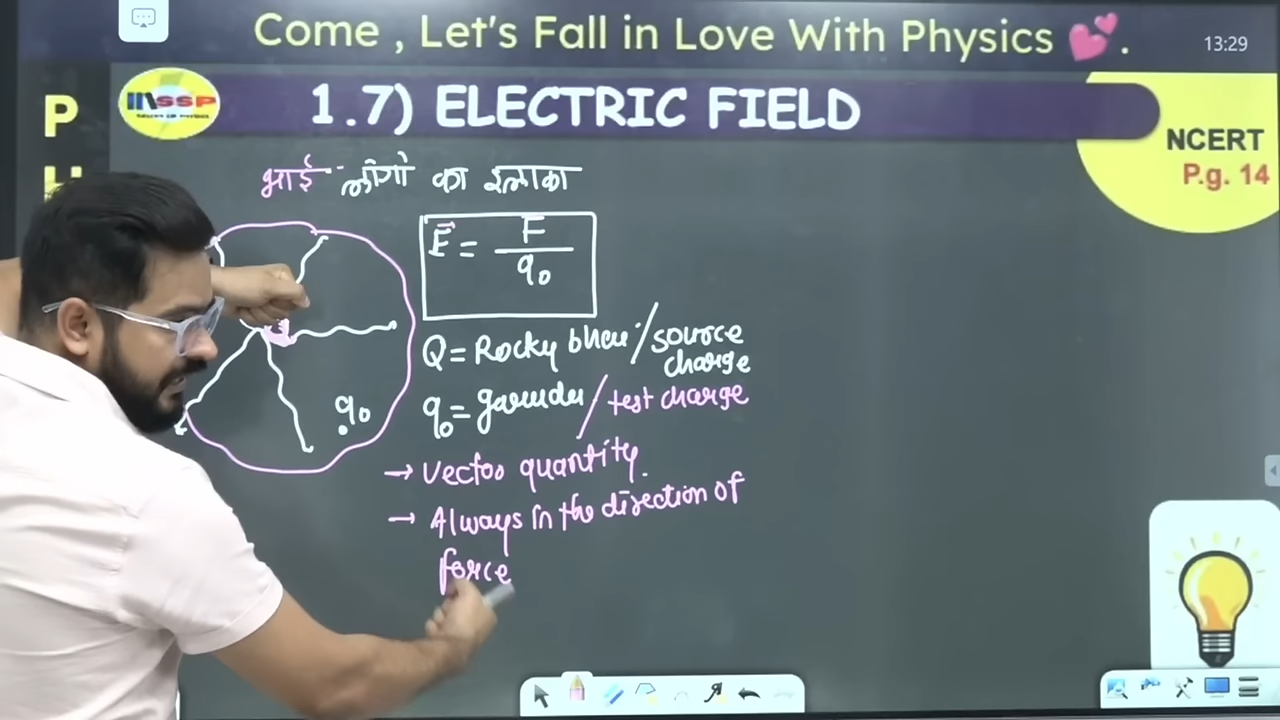 Come , Let's Fall in Love With Physics 💕 .
13:29
P
H
SSP
1.7) ELECTRIC FIELD
NCERT
P.g. 14
भाई लोगो का इलाका
E⃗ = F / q₀
Q = Rocky bhai / source charge
q₀ = / test charge
q₀
→ Vector quantity.
→ Always in the direction of
force